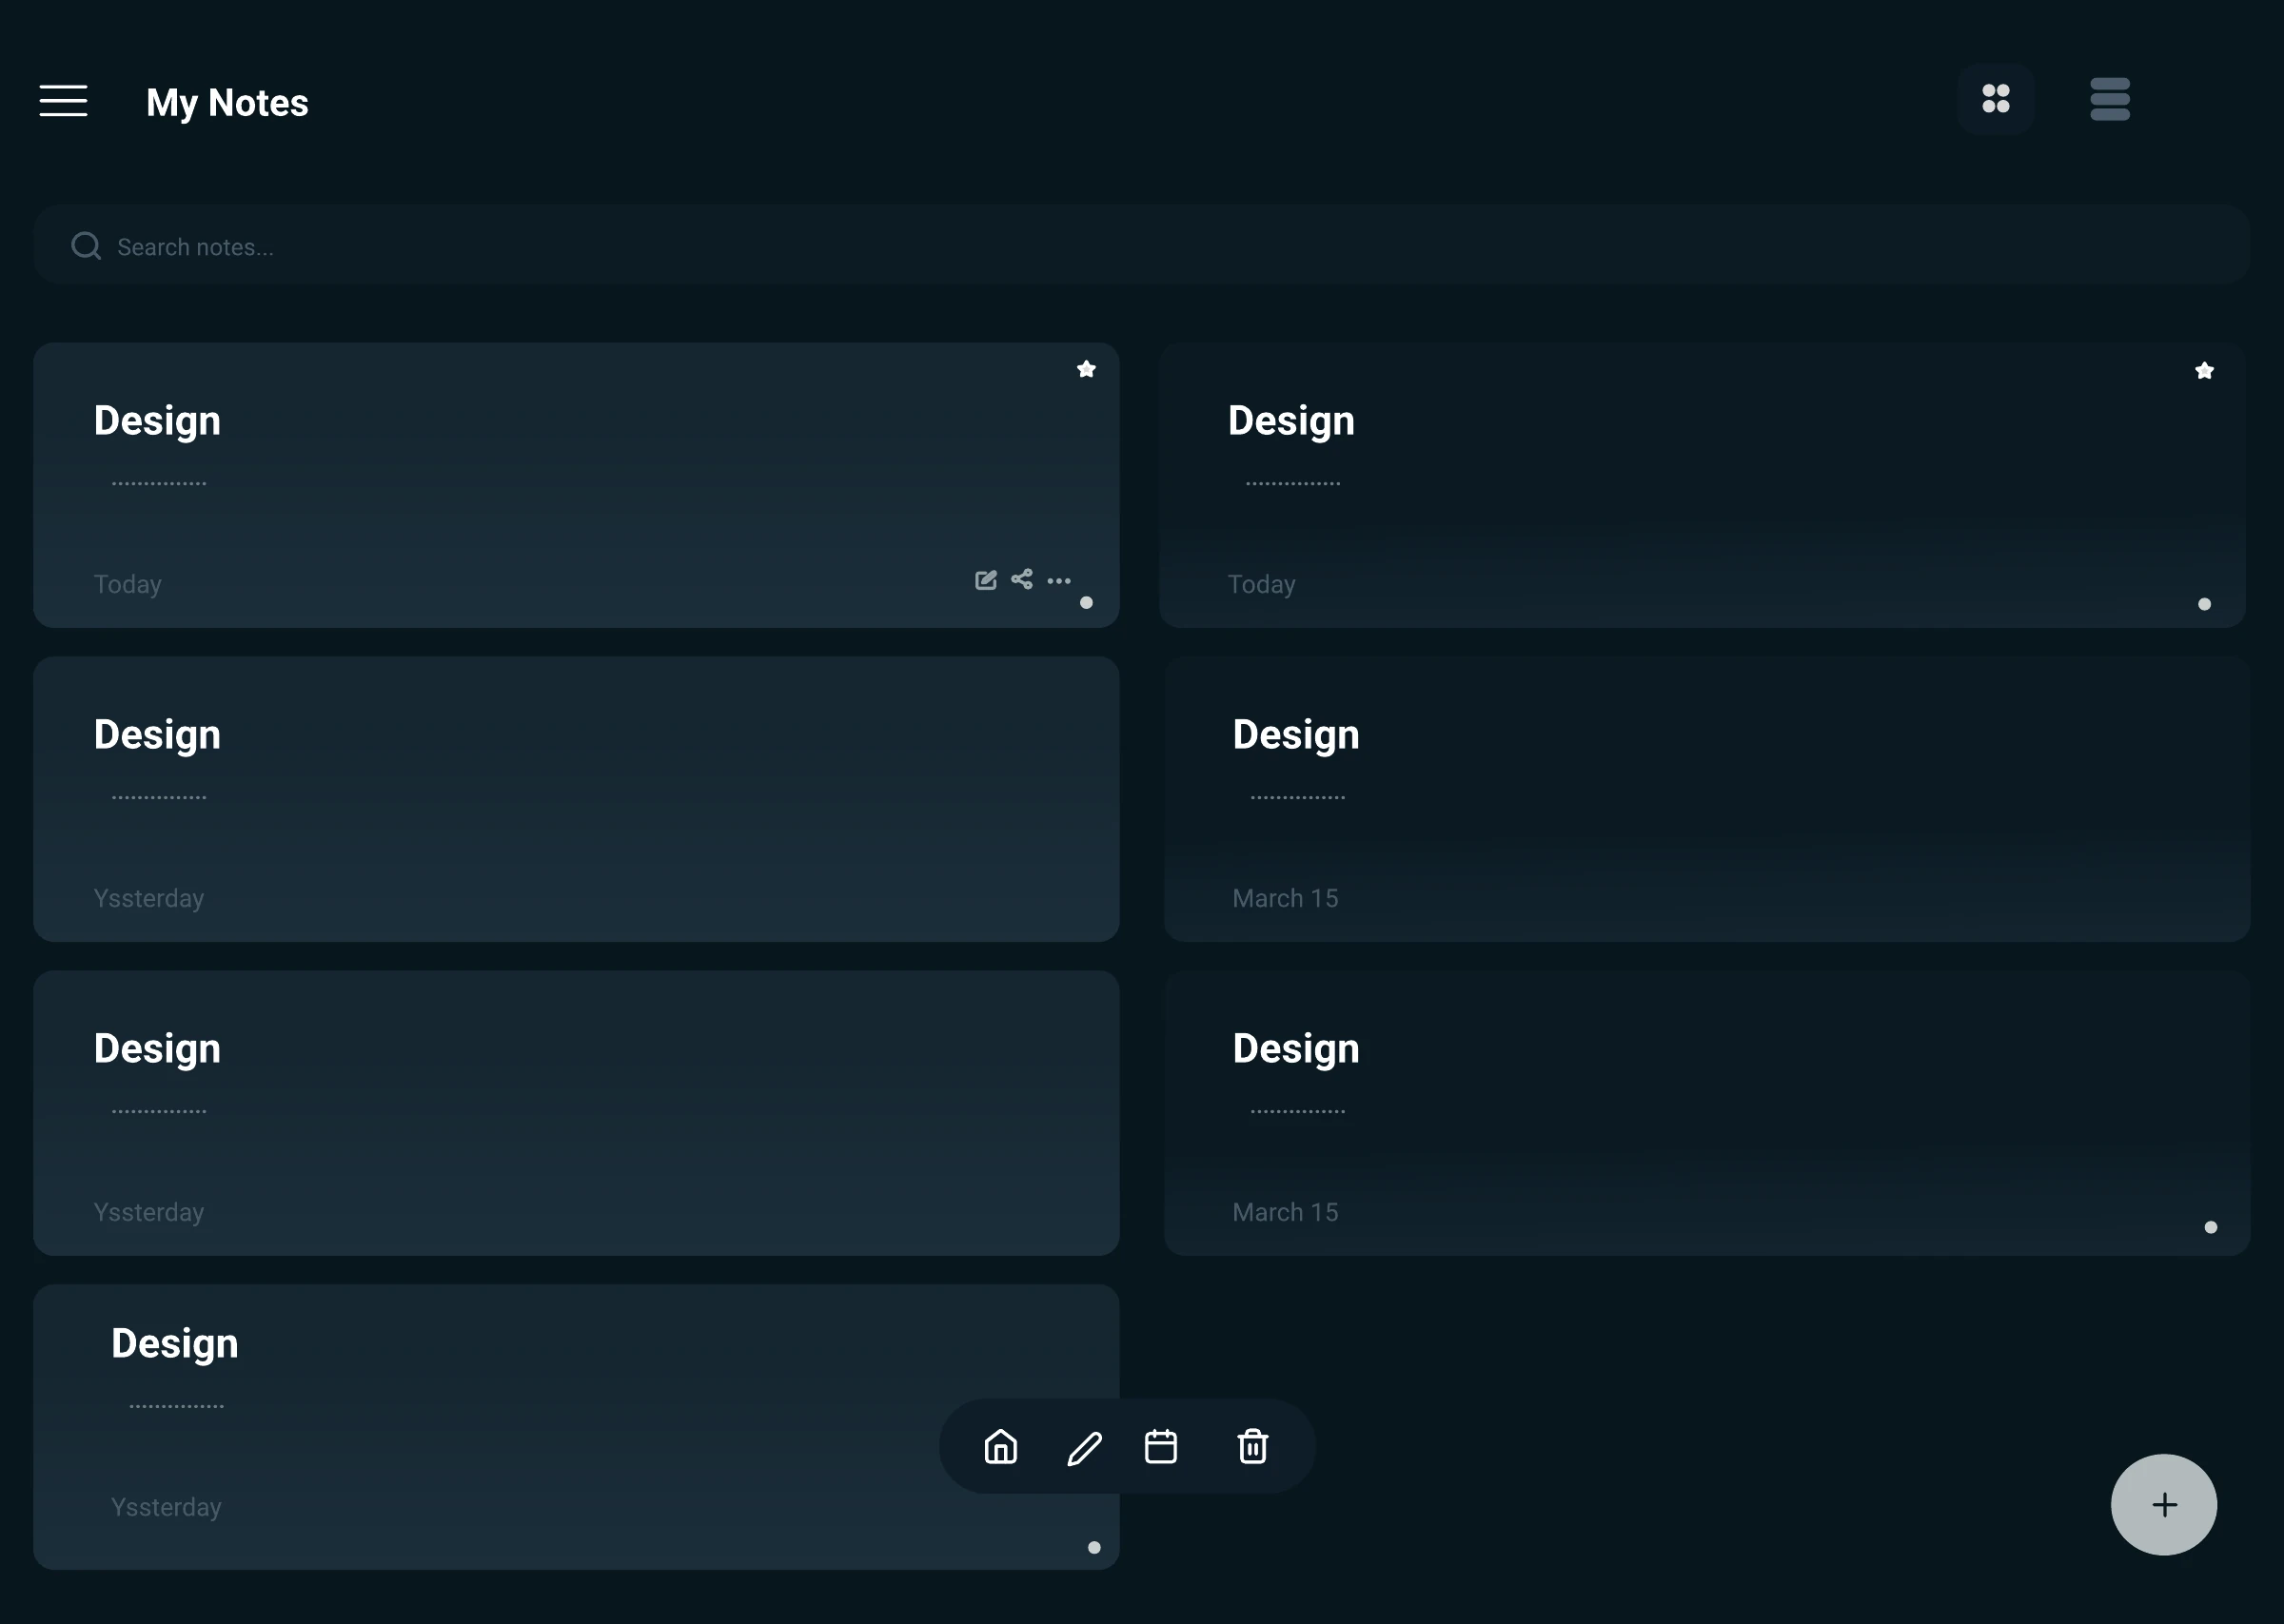 My Notes
Search notes...
Design
...............
Today
Design
...............
Today
Design
...............
Yssterday
Design
...............
March 15
Design
...............
Yssterday
Design
...............
March 15
Design
...............
Yssterday